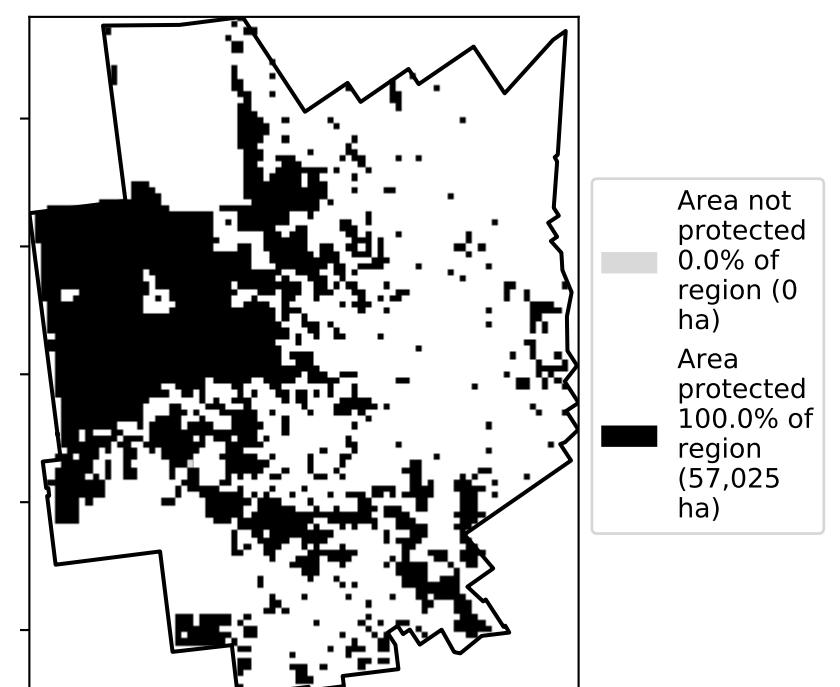 Area not
protected
0.0% of
region (0
ha)
Area
protected
100.0% of
region
(57,025
ha)